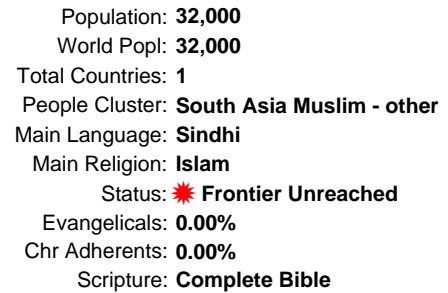 Population: 32,000
World Popl: 32,000
Total Countries: 1
People Cluster: South Asia Muslim - other
Main Language: Sindhi
Main Religion: Islam
Status: Frontier Unreached
Evangelicals: 0.00%
Chr Adherents: 0.00%
Scripture: Complete Bible